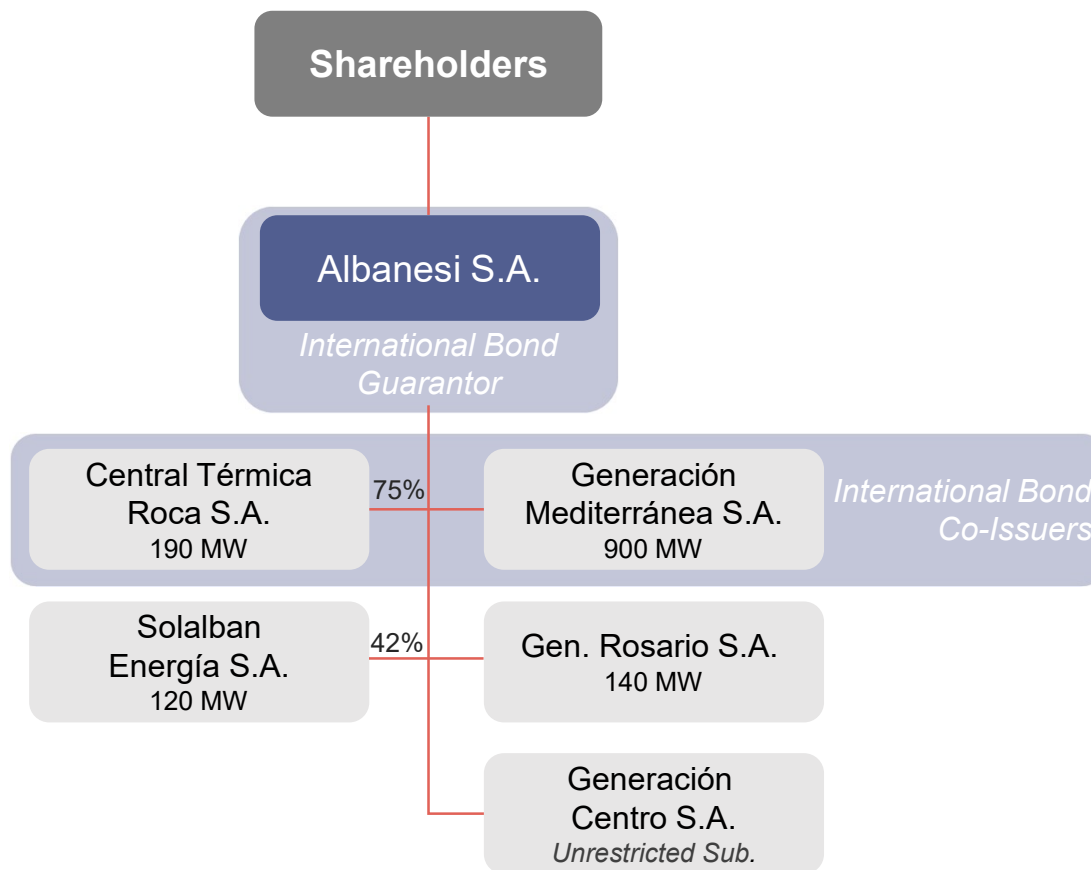 Shareholders
Albanesi S.A.
International Bond
Guarantor
Central Térmica
Roca S.A.
190 MW
75%
Generación
Mediterránea S.A.
900 MW
International Bond
Co-Issuers
Solalban
Energía S.A.
120 MW
42%
Gen. Rosario S.A.
140 MW
Generación
Centro S.A.
Unrestricted Sub.